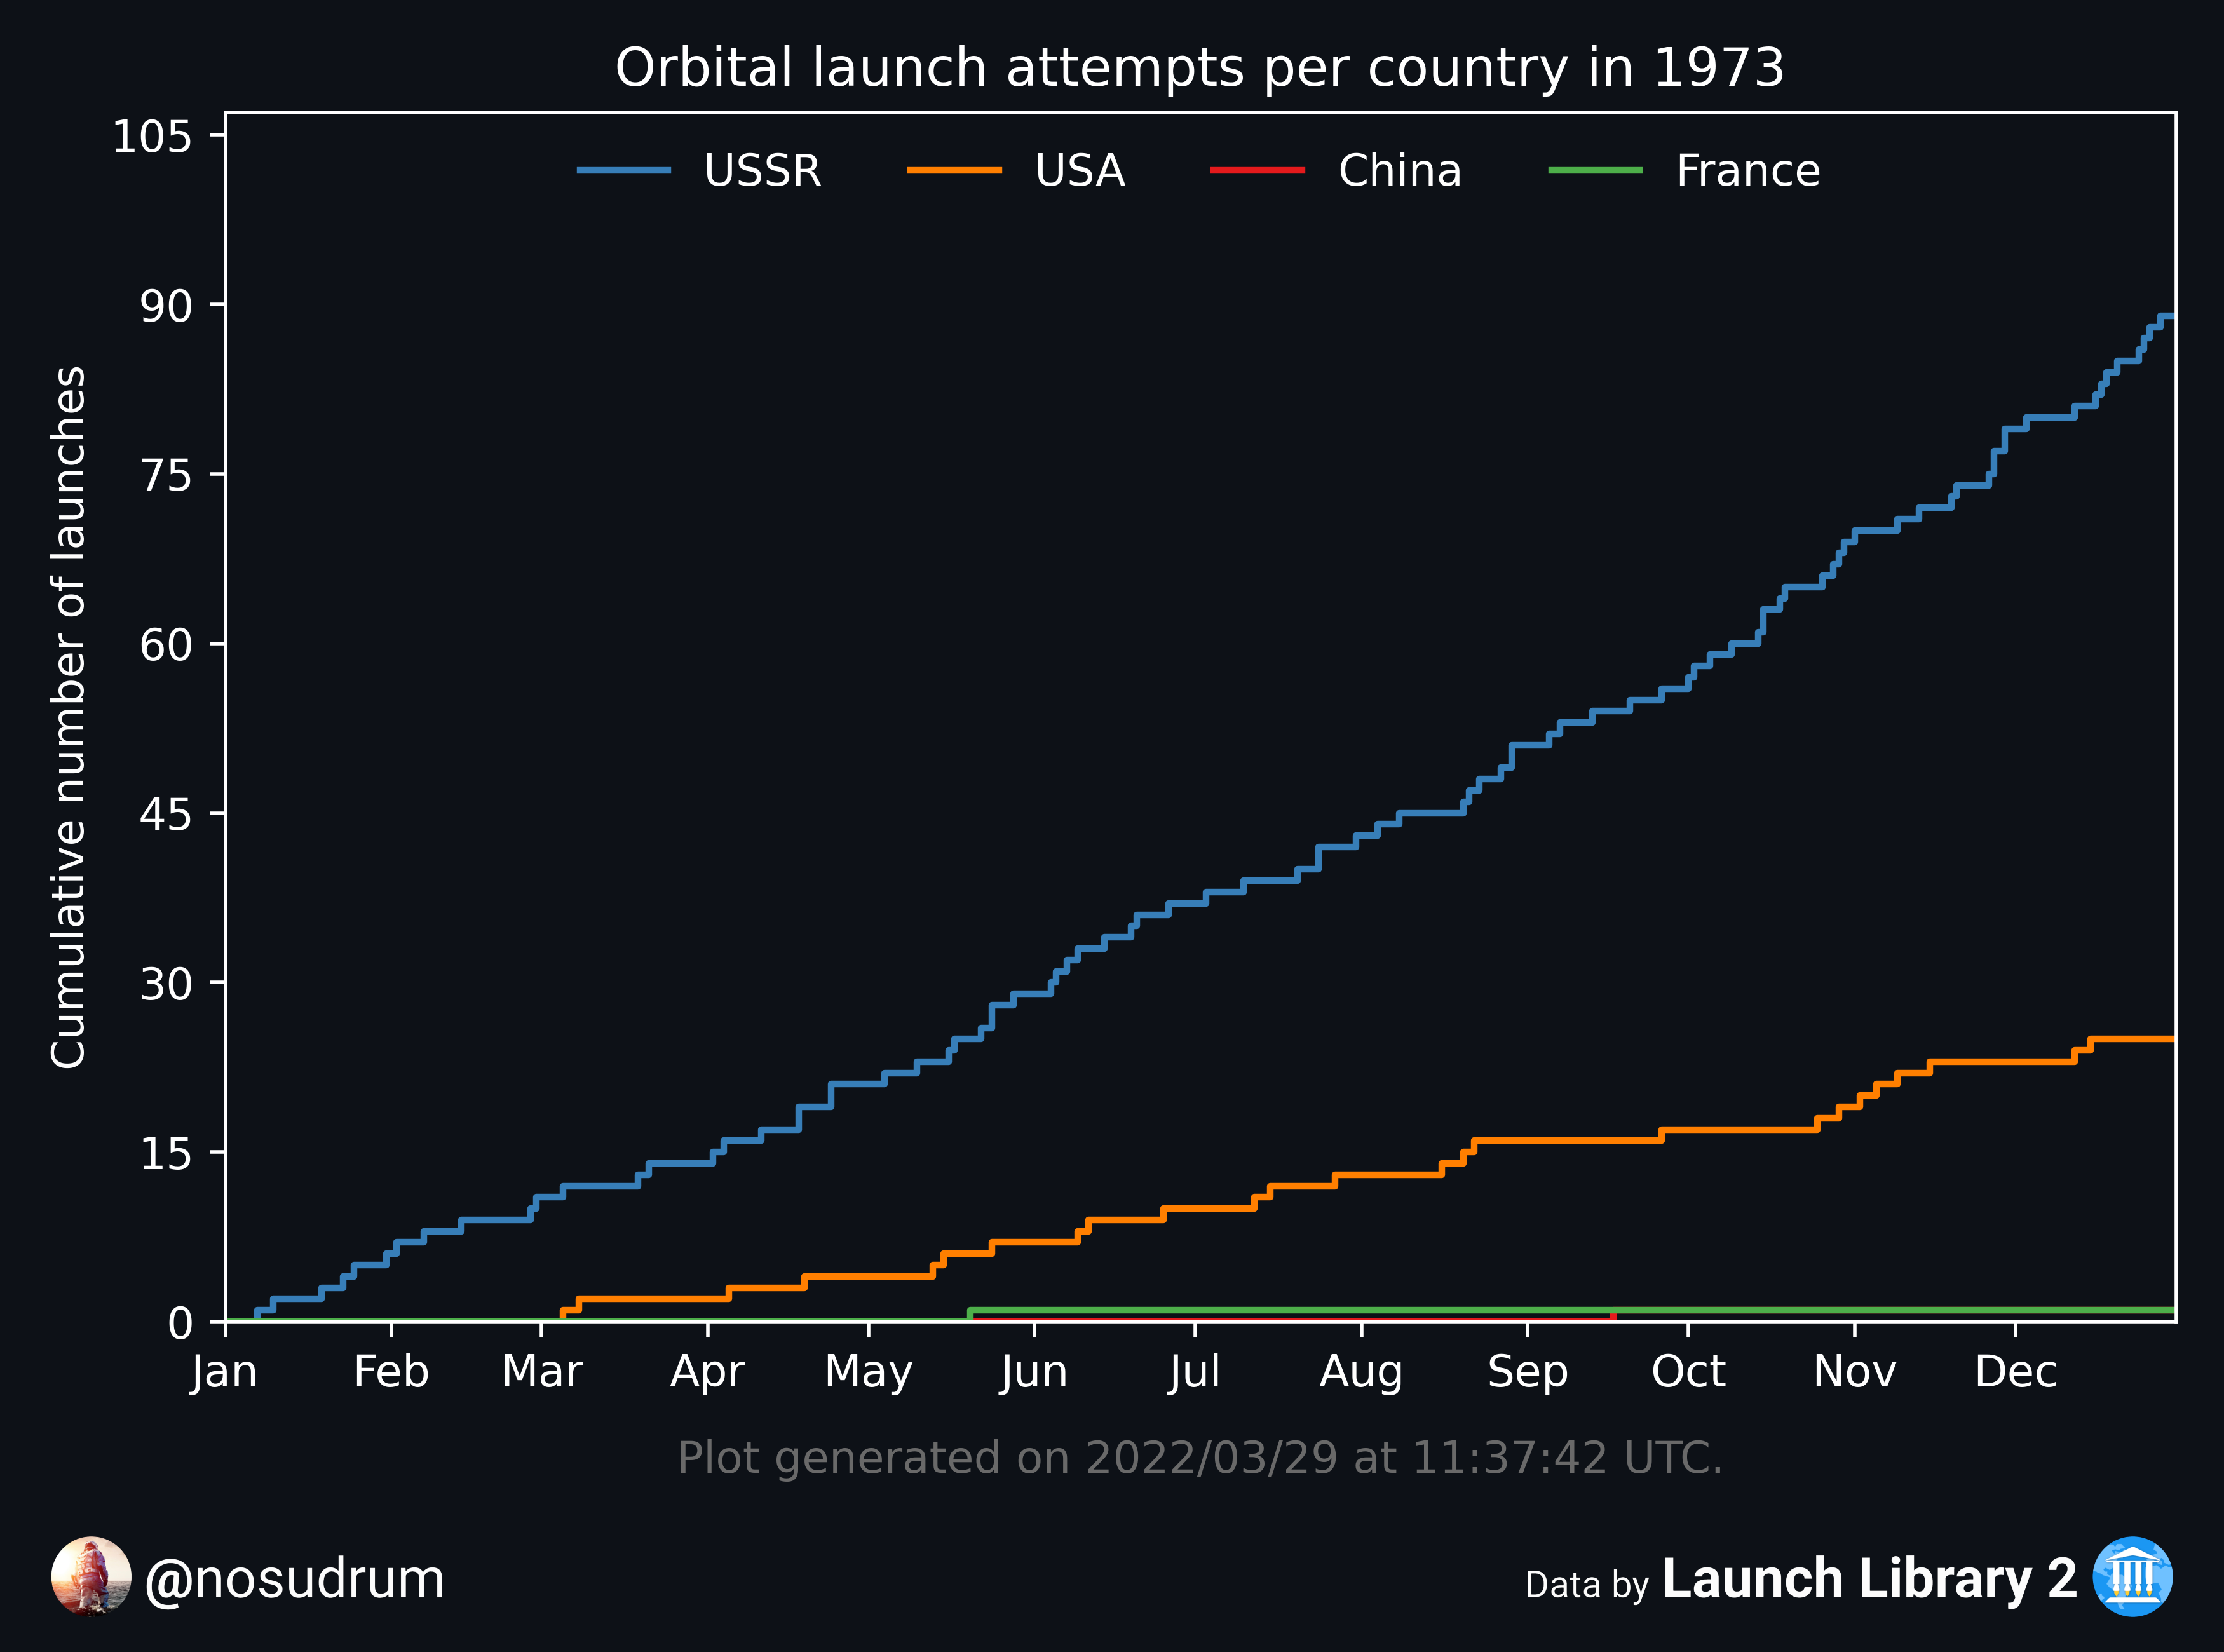 Orbital launch attempts per country in 1973
USSR USA China France
Cumulative number of launches
105
90
75
60
45
30
15
0
Jan Feb Mar Apr May Jun Jul Aug Sep Oct Nov Dec
Plot generated on 2022/03/29 at 11:37:42 UTC.
@nosudrum
Data by Launch Library 2